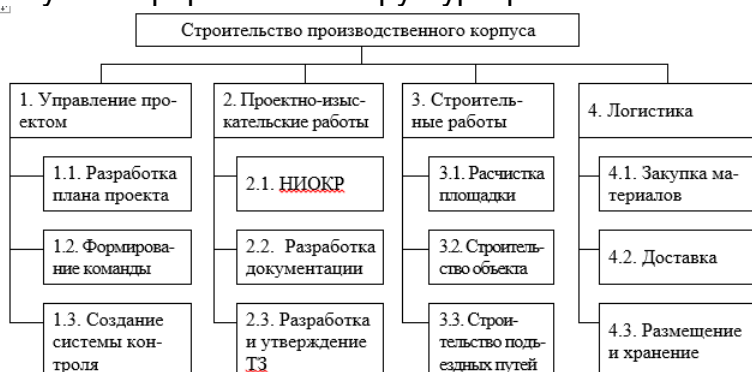 Строительство производственного корпуса
1. Управление про-
ектом
2. Проектно-изыс-
кательские работы
3. Строитель-
ные работы
4. Логистика
1.1. Разработка
плана проекта
2.1. НИОКР
3.1. Расчистка
площадки
4.1. Закупка ма-
териалов
1.2. Формирова-
ние команды
2.2. Разработка
документации
3.2. Строитель-
ство объекта
4.2. Доставка
1.3. Создание
системы кон-
троля
2.3. Разработка
и утверждение
ТЗ
3.3. Строи-
тельство подъ-
ездных путей
4.3. Размещение
и хранение